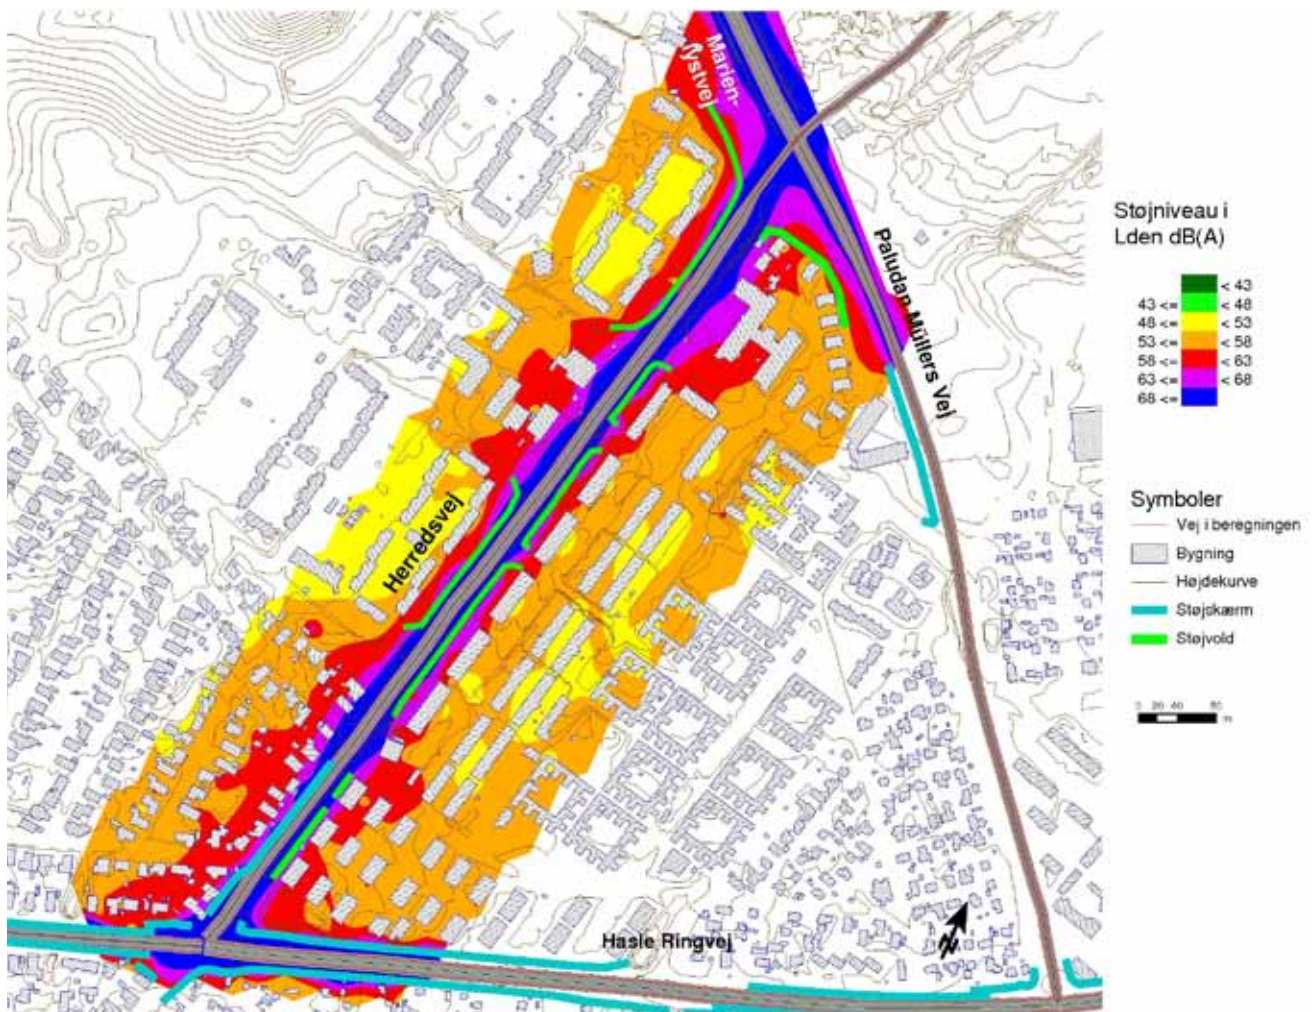 Marien-
lystvej
Paludan Müllers Vej
Herredsvej
Hasle Ringvej
N
Støjniveau i
Lden dB(A)
< 43
43 <= < 48
48 <= < 53
53 <= < 58
58 <= < 63
63 <= < 68
68 <=
Symboler
Vej i beregningen
Bygning
Højdekurve
Støjskærm
Støjvold
0 20 40 80
m